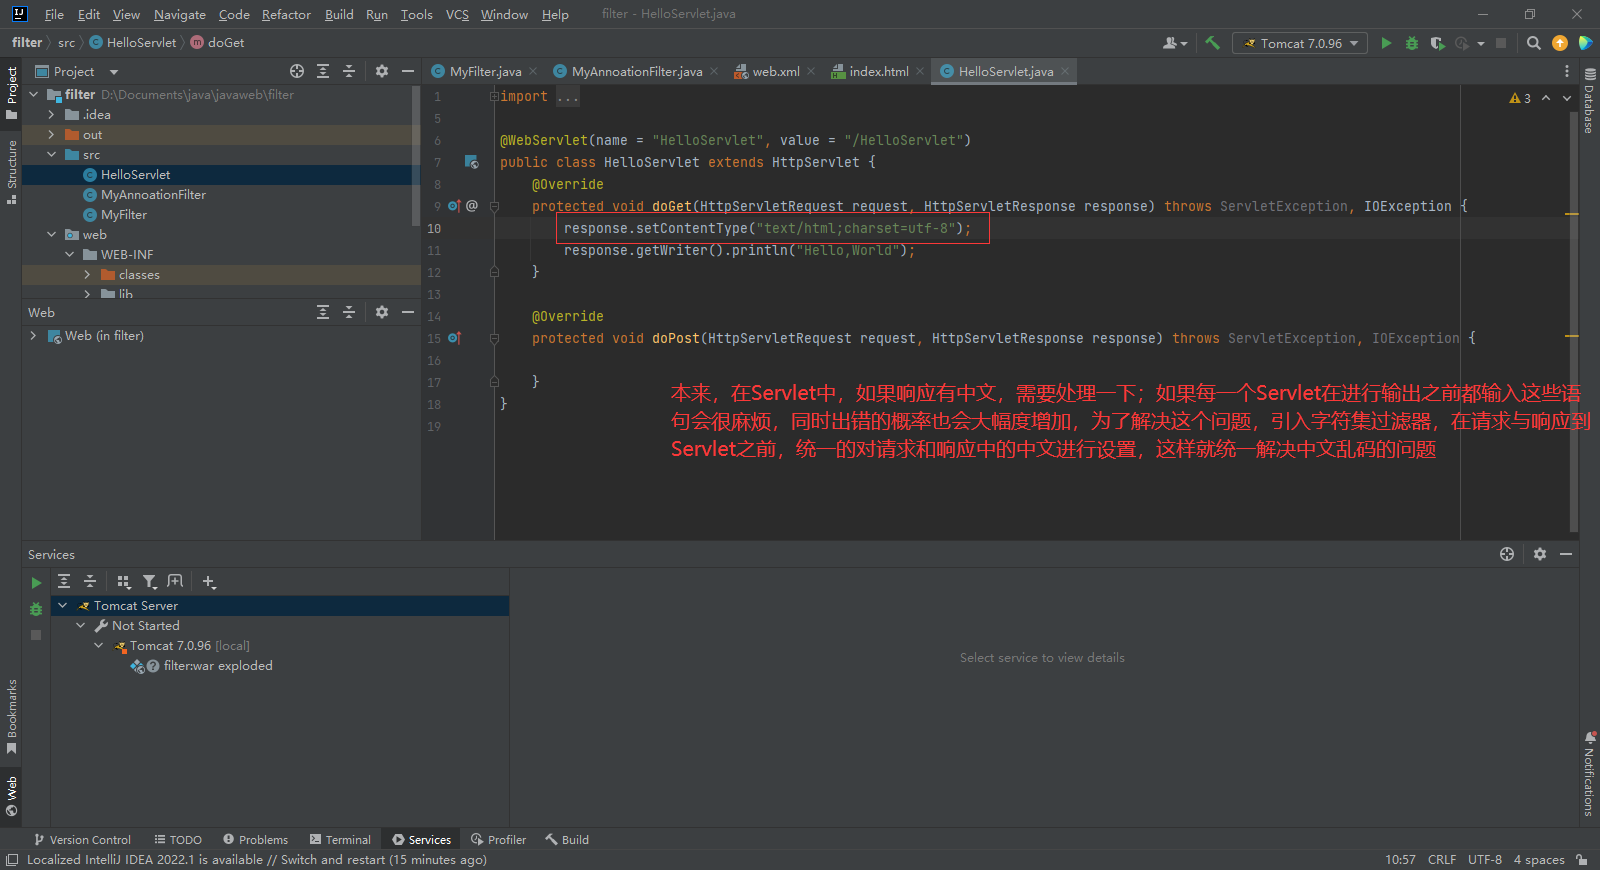 File Edit View Navigate Code Refactor Build Run Tools VCS Window Help filter - HelloServlet.java
filter src HelloServlet doGet Tomcat 7.0.96
Project MyFilter.java MyAnnoationFilter.java web.xml index.html HelloServlet.java
filter D:\Documents\java\javaweb\filter
.idea
out
src
HelloServlet
MyAnnoationFilter
MyFilter
web
WEB-INF
classes
lib
Web
Web (in filter)
1 import ...
5
6 @WebServlet(name = "HelloServlet", value = "/HelloServlet")
7 public class HelloServlet extends HttpServlet {
8 @Override
9 @ protected void doGet(HttpServletRequest request, HttpServletResponse response) throws ServletException, IOException {
10 response.setContentType("text/html;charset=utf-8");
11 response.getWriter().println("Hello,World");
12 }
13
14 @Override
15 protected void doPost(HttpServletRequest request, HttpServletResponse response) throws ServletException, IOException {
16
17 }
18 }
19
3
本来，在Servlet中，如果响应有中文，需要处理一下；如果每一个Servlet在进行输出之前都输入这些语
句会很麻烦，同时出错的概率也会大幅度增加，为了解决这个问题，引入字符集过滤器，在请求与响应到
Servlet之前，统一的对请求和响应中的中文进行设置，这样就统一解决中文乱码的问题
Project
Structure
Bookmarks
Web
Database
Notifications
Services
Tomcat Server
Not Started
Tomcat 7.0.96 [local]
filter:war exploded
Select service to view details
Version Control TODO Problems Terminal Services Profiler Build
Localized IntelliJ IDEA 2022.1 is available // Switch and restart (15 minutes ago) 10:57 CRLF UTF-8 4 spaces